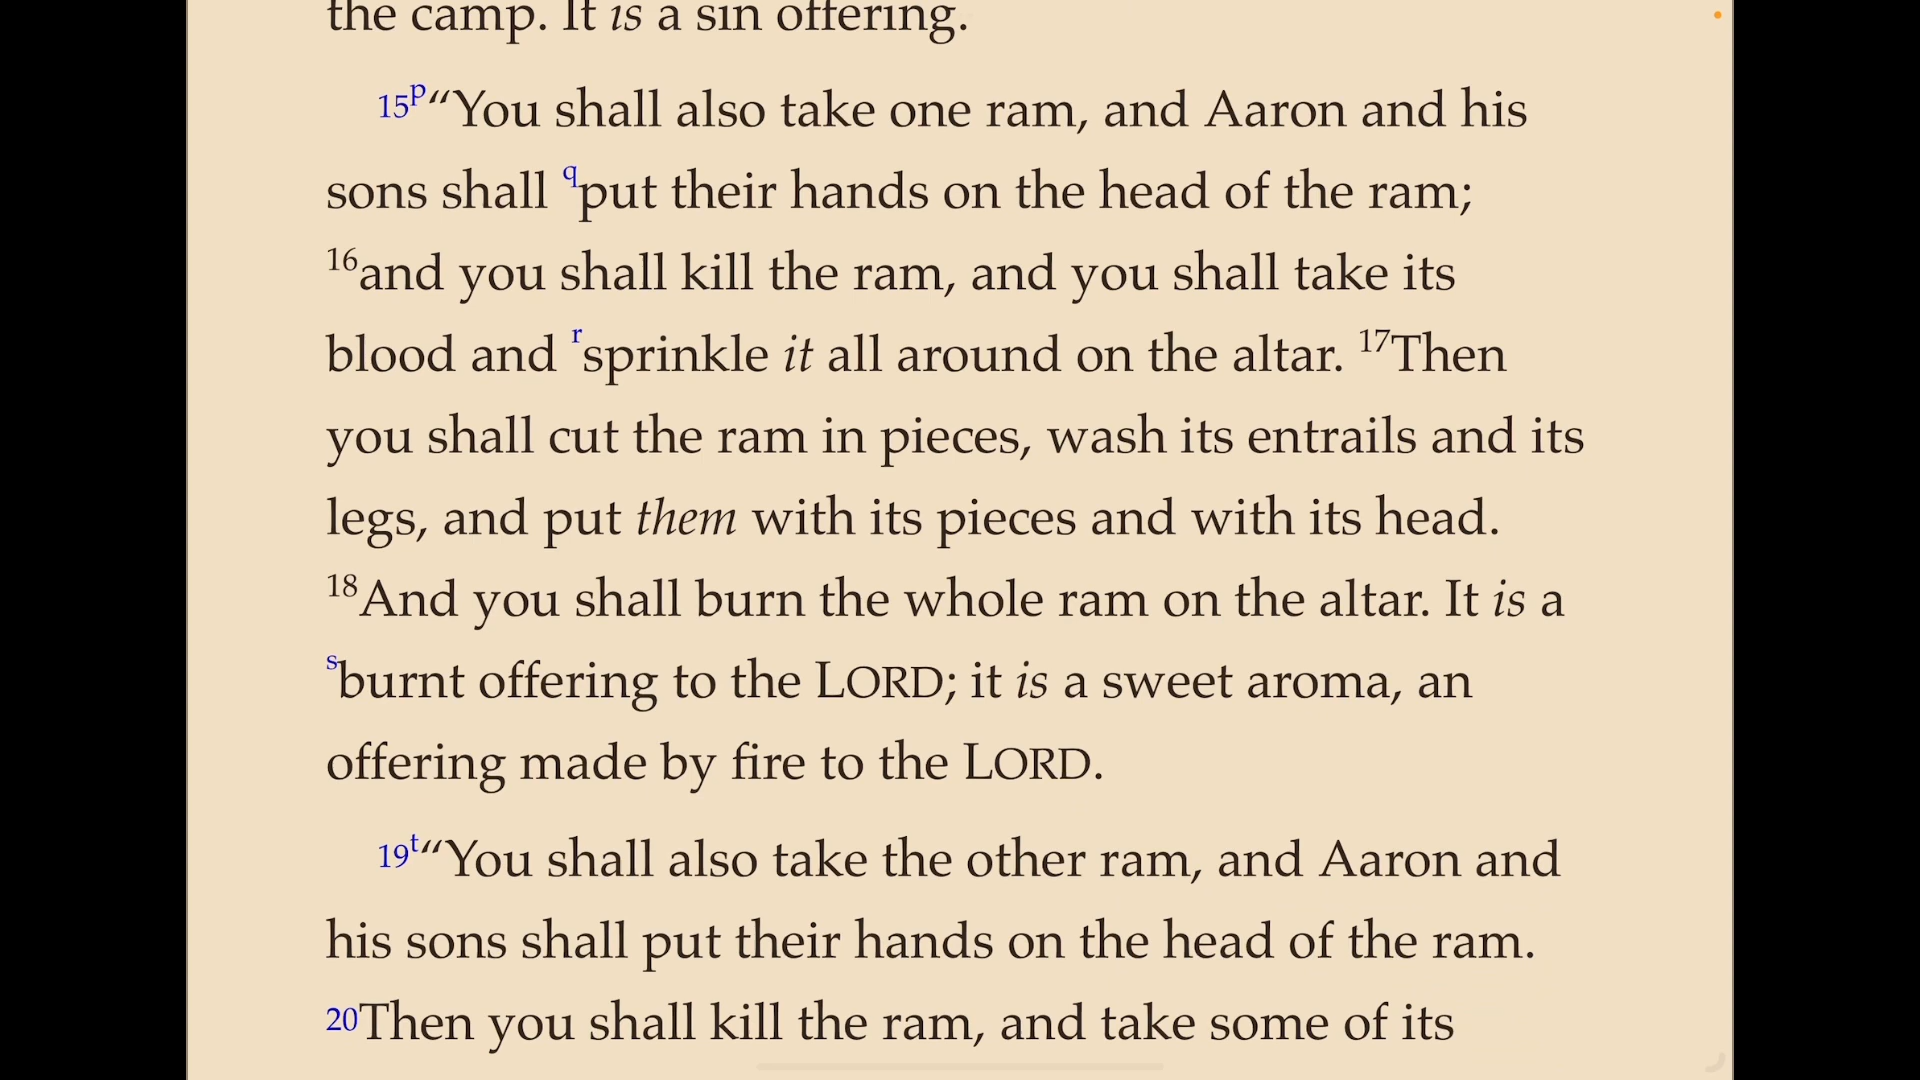 the camp. It is a sin offering.
15p“You shall also take one ram, and Aaron and his
sons shall qput their hands on the head of the ram;
16and you shall kill the ram, and you shall take its
blood and rsprinkle it all around on the altar. 17Then
you shall cut the ram in pieces, wash its entrails and its
legs, and put them with its pieces and with its head.
18And you shall burn the whole ram on the altar. It is a
sburnt offering to the LORD; it is a sweet aroma, an
offering made by fire to the LORD.
19t“You shall also take the other ram, and Aaron and
his sons shall put their hands on the head of the ram.
20Then you shall kill the ram, and take some of its